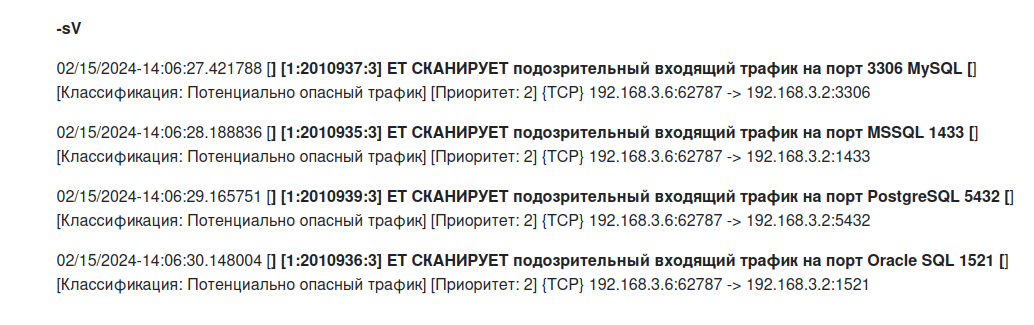 -sV
02/15/2024-14:06:27.421788 [] [1:2010937:3] ET СКАНИРУЕТ подозрительный входящий трафик на порт 3306 MySQL []
[Классификация: Потенциально опасный трафик] [Приоритет: 2] {TCP} 192.168.3.6:62787 -> 192.168.3.2:3306
02/15/2024-14:06:28.188836 [] [1:2010935:3] ET СКАНИРУЕТ подозрительный входящий трафик на порт MSSQL 1433 []
[Классификация: Потенциально опасный трафик] [Приоритет: 2] {TCP} 192.168.3.6:62787 -> 192.168.3.2:1433
02/15/2024-14:06:29.165751 [] [1:2010939:3] ET СКАНИРУЕТ подозрительный входящий трафик на порт PostgreSQL 5432 []
[Классификация: Потенциально опасный трафик] [Приоритет: 2] {TCP} 192.168.3.6:62787 -> 192.168.3.2:5432
02/15/2024-14:06:30.148004 [] [1:2010936:3] ET СКАНИРУЕТ подозрительный входящий трафик на порт Oracle SQL 1521 []
[Классификация: Потенциально опасный трафик] [Приоритет: 2] {TCP} 192.168.3.6:62787 -> 192.168.3.2:1521